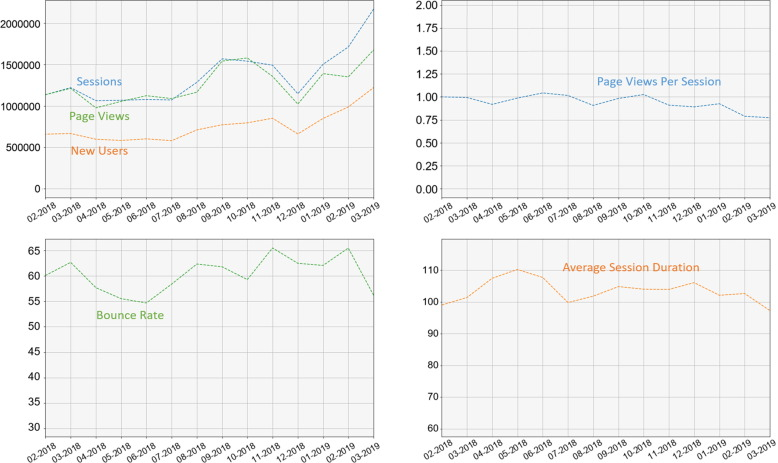 2000000
1500000
1000000
500000
0
Sessions
Page Views
New Users
02-2018 03-2018 04-2018 05-2018 06-2018 07-2018 08-2018 09-2018 10-2018 11-2018 12-2018 01-2019 02-2019 03-2019
2.00
1.75
1.50
1.25
1.00
0.75
0.50
0.25
0.00
Page Views Per Session
02-2018 03-2018 04-2018 05-2018 06-2018 07-2018 08-2018 09-2018 10-2018 11-2018 12-2018 01-2019 02-2019 03-2019
65
60
55
50
45
40
35
30
Bounce Rate
02-2018 03-2018 04-2018 05-2018 06-2018 07-2018 08-2018 09-2018 10-2018 11-2018 12-2018 01-2019 02-2019 03-2019
110
100
90
80
70
60
Average Session Duration
02-2018 03-2018 04-2018 05-2018 06-2018 07-2018 08-2018 09-2018 10-2018 11-2018 12-2018 01-2019 02-2019 03-2019